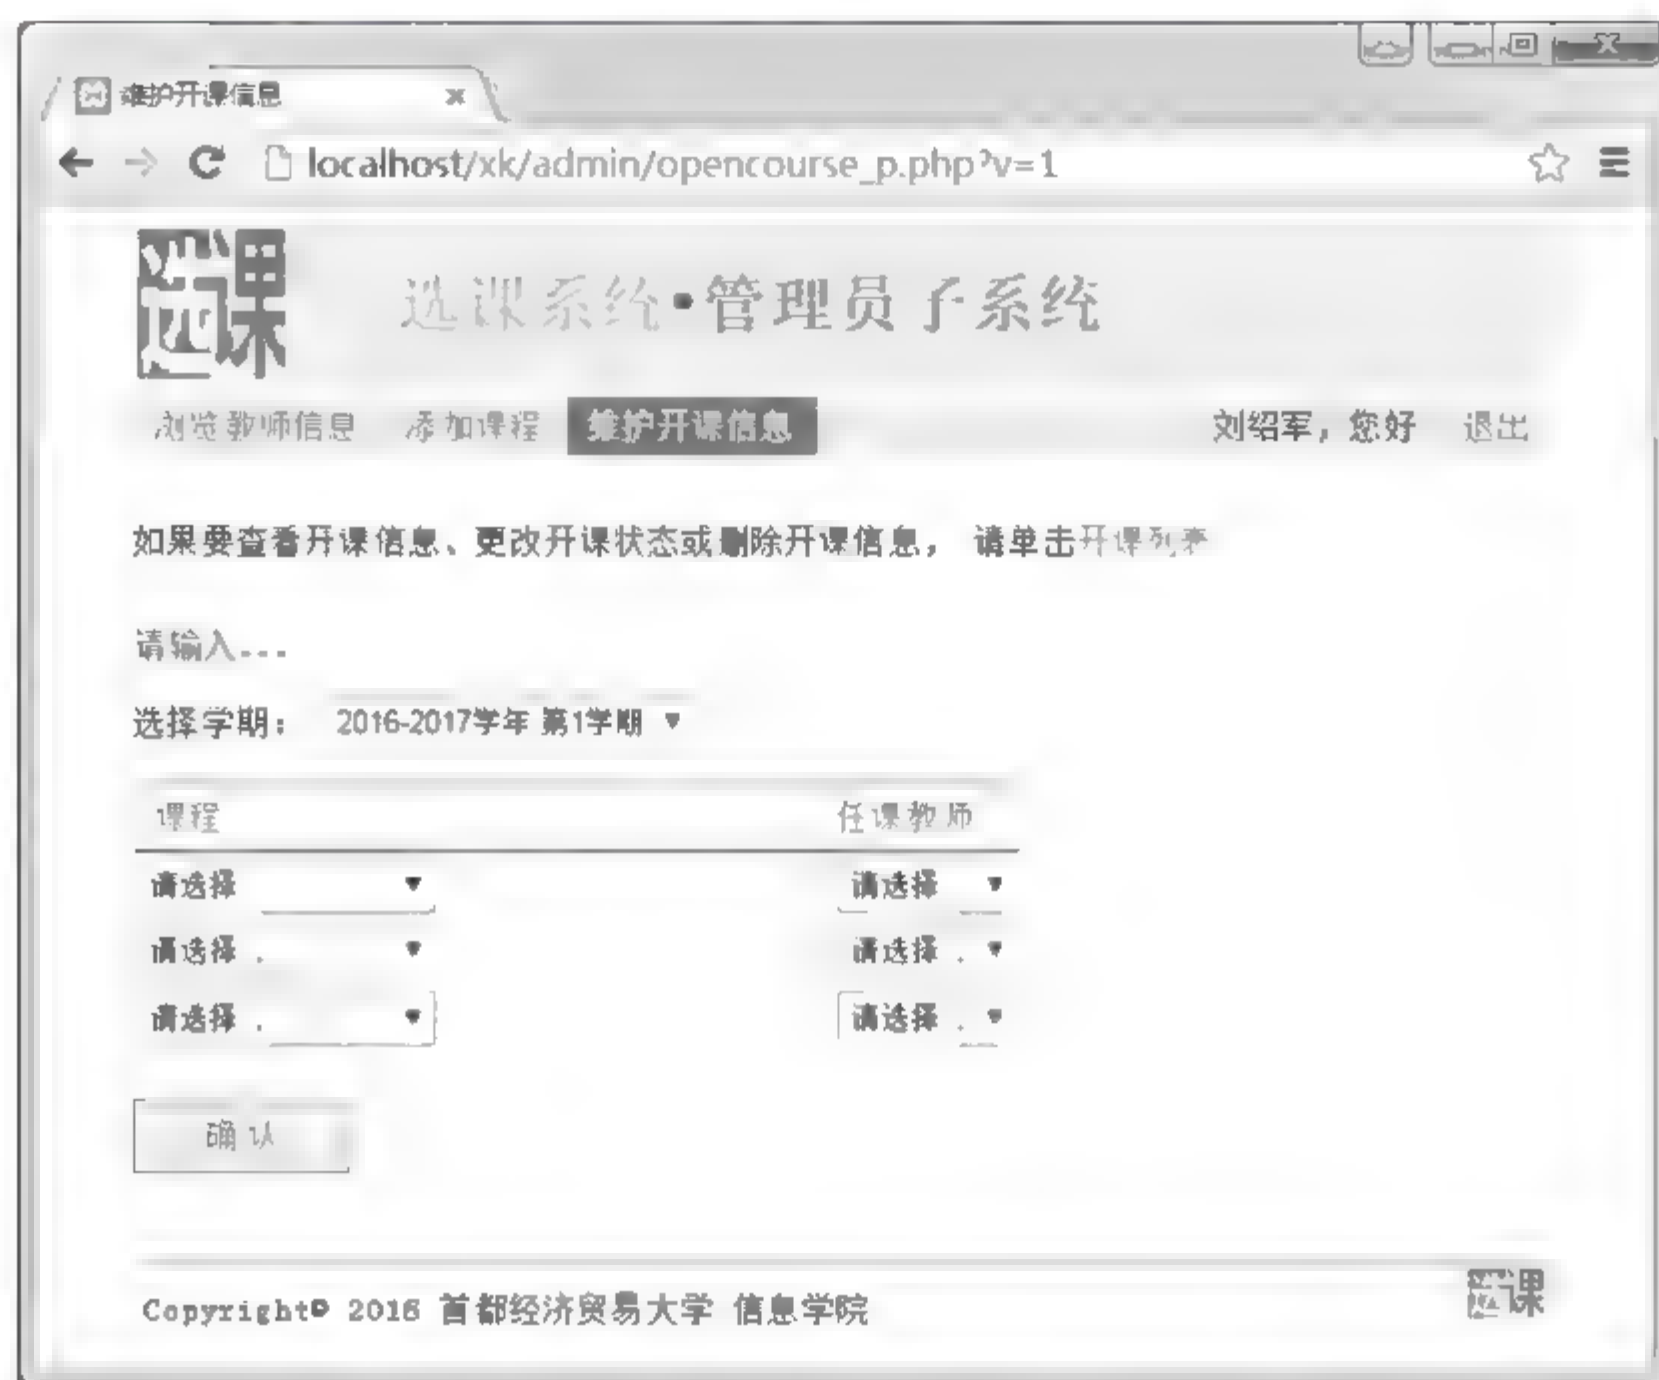 维护开课信息
localhost/xk/admin/opencourse_p.php?v=1
选课
选课系统•管理员子系统
浏览教师信息 添加课程 维护开课信息 刘绍军，您好 退出
如果要查看开课信息、更改开课状态或删除开课信息， 请单击开课列表
请输入...
选择学期： 2016-2017学年 第1学期
课程 任课教师
请选择 请选择
请选择 请选择
请选择 请选择
确认
Copyright© 2016 首都经济贸易大学 信息学院
选课